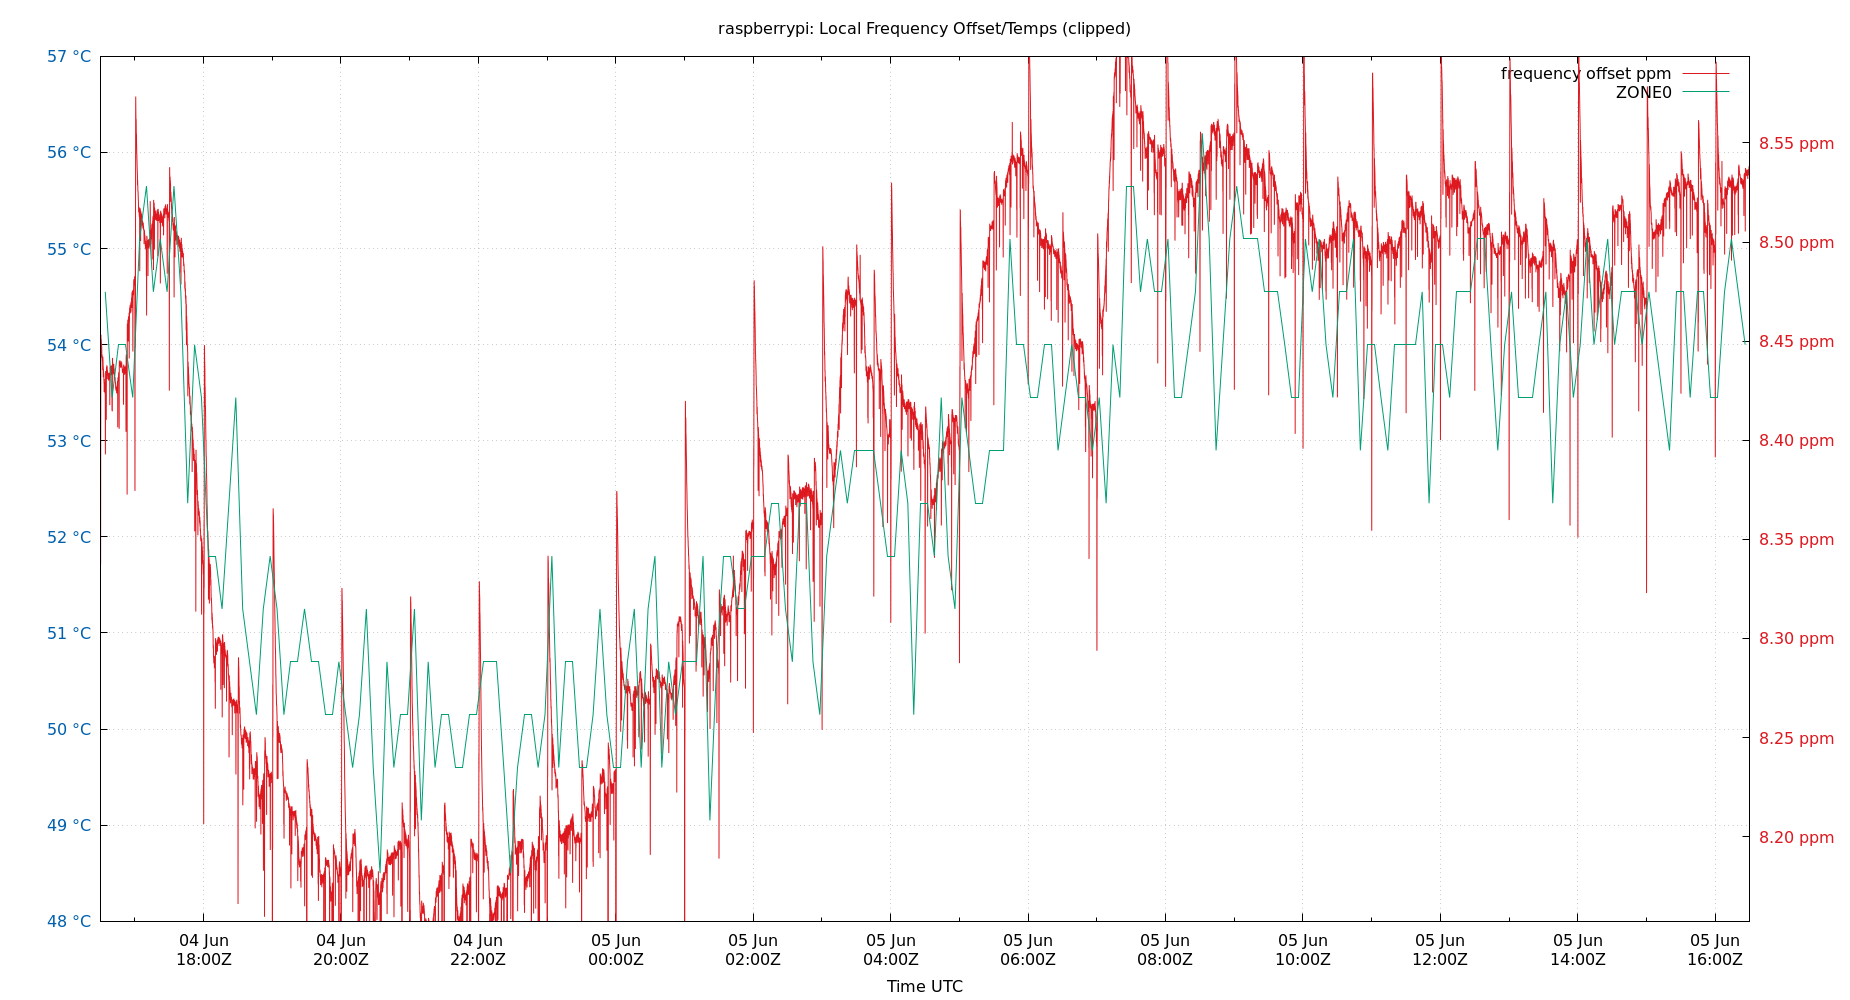 raspberrypi: Local Frequency Offset/Temps (clipped)
frequency offset ppm
ZONE0
57 °C
56 °C
55 °C
54 °C
53 °C
52 °C
51 °C
50 °C
49 °C
48 °C
8.55 ppm
8.50 ppm
8.45 ppm
8.40 ppm
8.35 ppm
8.30 ppm
8.25 ppm
8.20 ppm
04 Jun 04 Jun 04 Jun 05 Jun 05 Jun 05 Jun 05 Jun 05 Jun 05 Jun 05 Jun 05 Jun 05 Jun
18:00Z 20:00Z 22:00Z 00:00Z 02:00Z 04:00Z 06:00Z 08:00Z 10:00Z 12:00Z 14:00Z 16:00Z
Time UTC